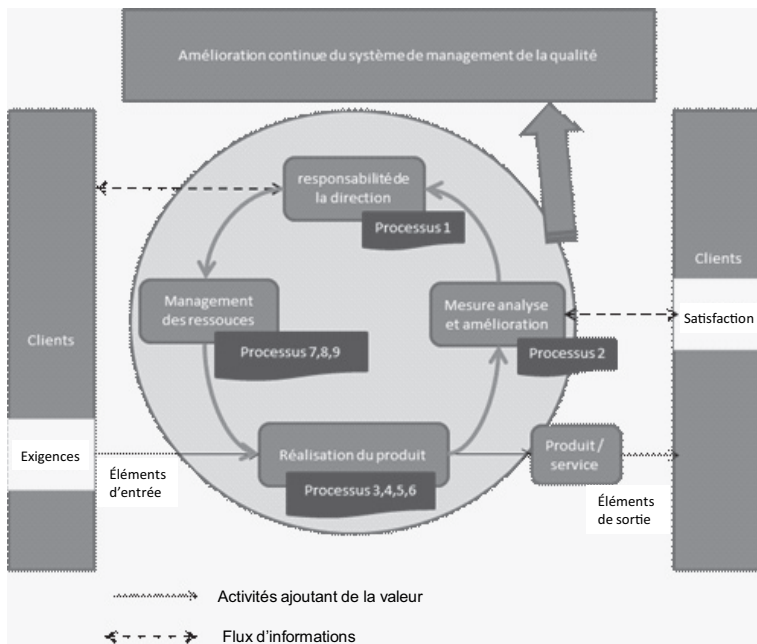 Amélioration continue du système de management de la qualité
responsabilité de
la direction
Processus 1
Clients
Management
des ressouces
Mesure analyse
et amélioration
Satisfaction
Clients
Processus 7,8,9
Processus 2
Exigences
Réalisation du produit
Produit /
service
Éléments
d'entrée
Processus 3,4,5,6
Éléments
de sortie
Activités ajoutant de la valeur
Flux d'informations